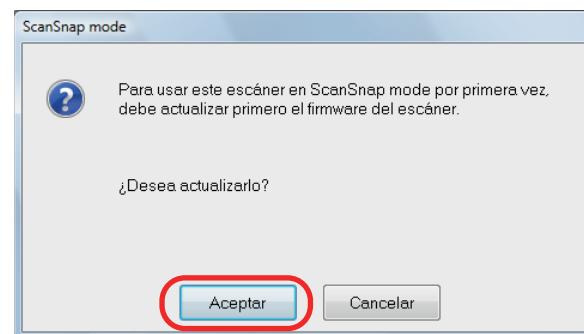 ScanSnap mode
Para usar este escáner en ScanSnap mode por primera vez,
debe actualizar primero el firmware del escáner.
¿Desea actualizarlo?
Aceptar
Cancelar